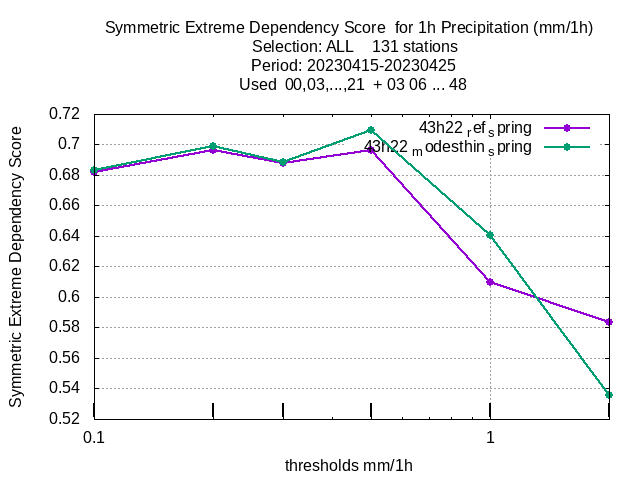 Symmetric Extreme Dependency Score  for 1h Precipitation (mm/1h)
Selection: ALL    131 stations
Period: 20230415-20230425
Used  00,03,...,21  + 03 06 ... 48
43h22 ref spring
43h22 modesthin spring
0.72
0.7
0.68
0.66
0.64
0.62
0.6
0.58
0.56
0.54
0.52
Symmetric Extreme Dependency Score
0.1
1
thresholds mm/1h